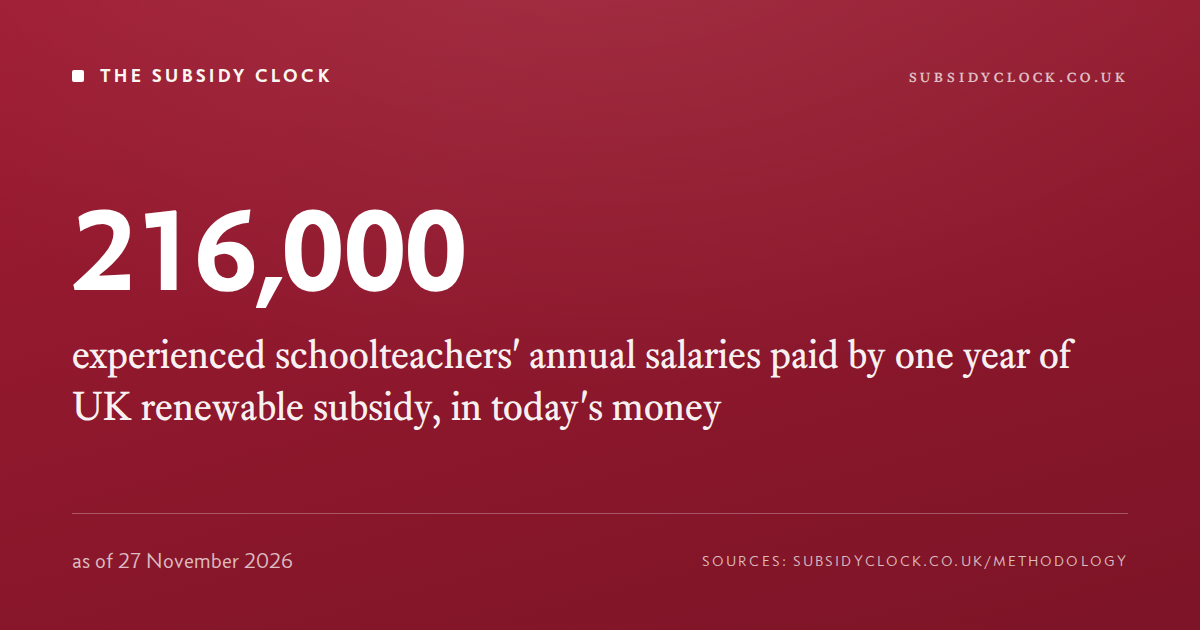 THE SUBSIDY CLOCK
SUBSIDYCLOCK.CO.UK
216,000
experienced schoolteachers' annual salaries paid by one year of
UK renewable subsidy, in today's money
as of 27 November 2026
SOURCES: SUBSIDYCLOCK.CO.UK/METHODOLOGY